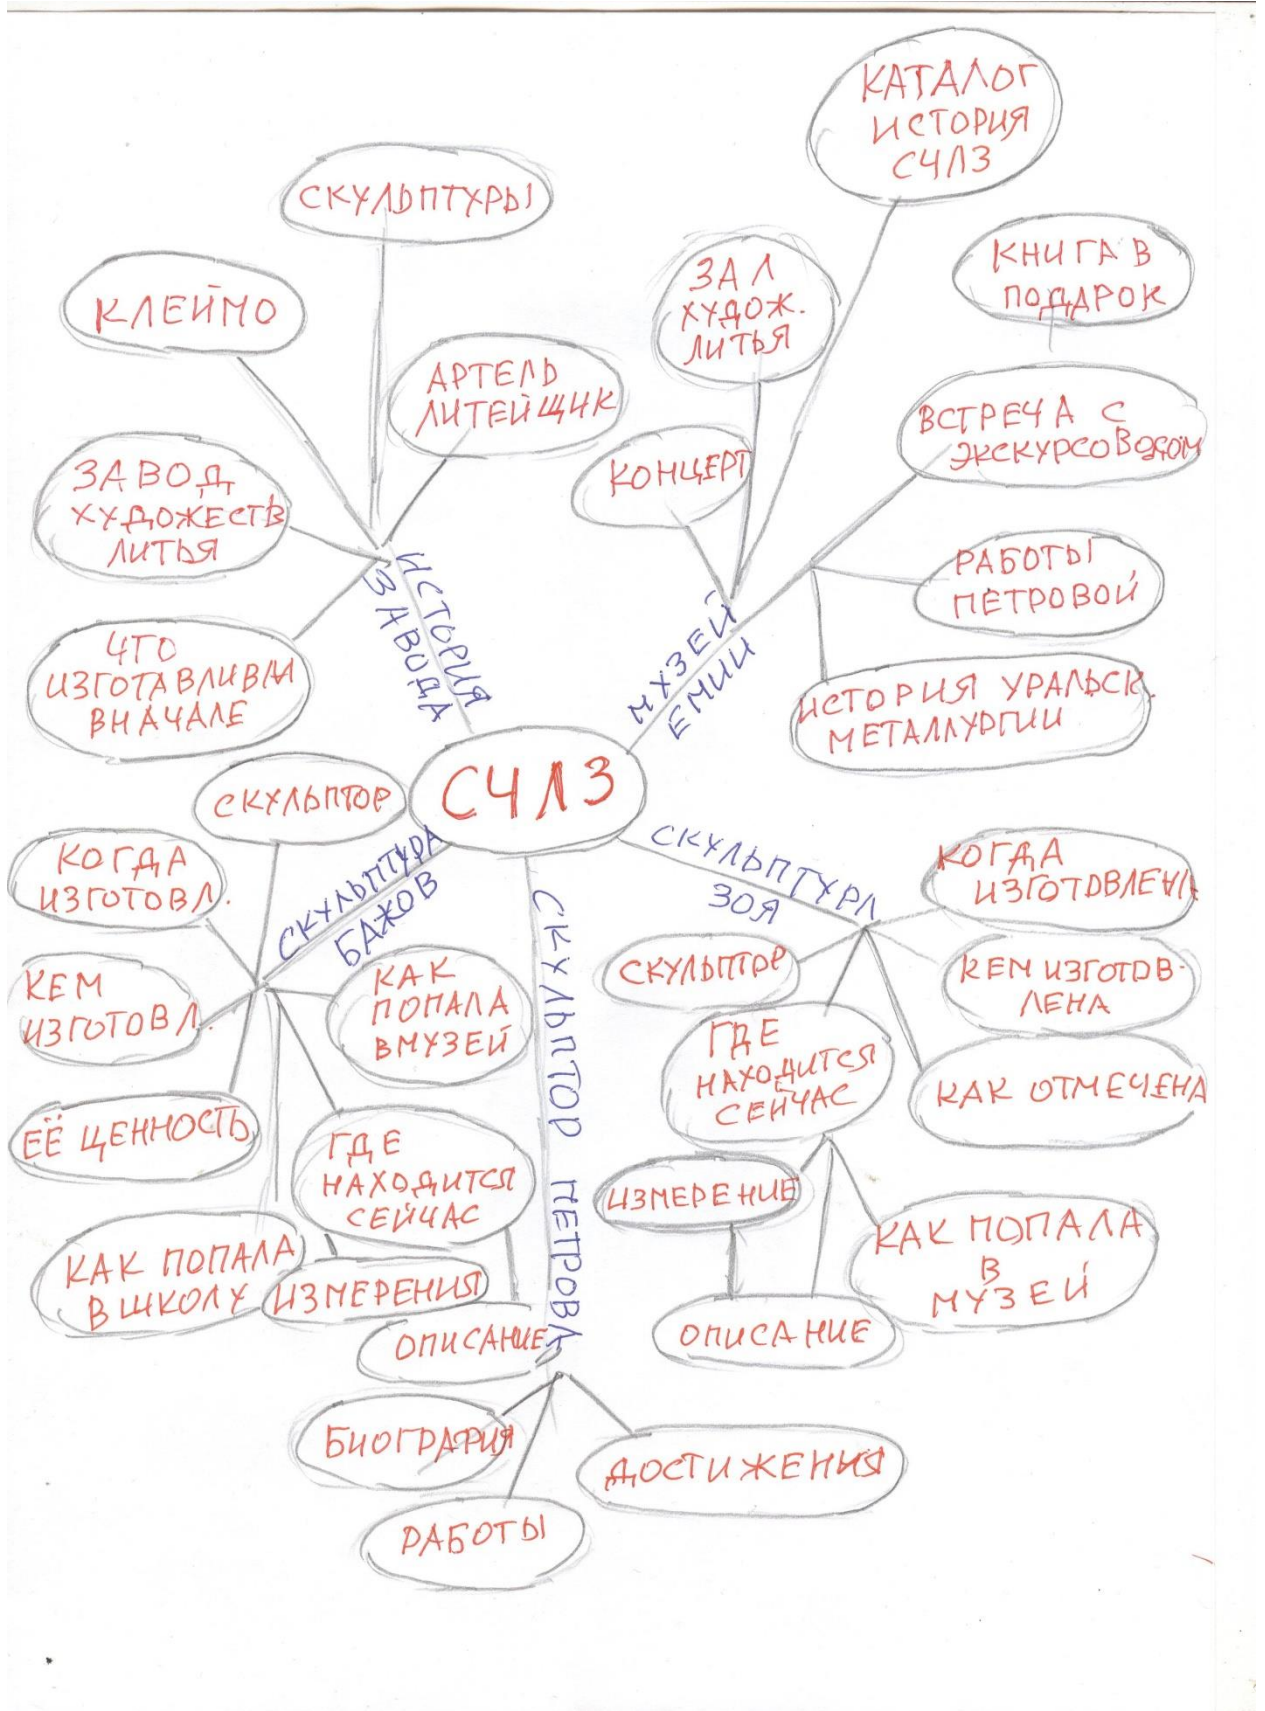 КАТАЛОГ
ИСТОРИЯ
СЧЛЗ
СКУЛЬПТУРЫ
КНИГА В
ПОДАРОК
ЗАЛ
ХУДОЖ.
ЛИТЬЯ
КЛЕЙМО
АРТЕЛЬ
ЛИТЕЙЩИК
ВСТРЕЧА С
ЭКСКУРСОВОДОМ
КОНЦЕРТ
ЗАВОД
ХУДОЖЕСТВ
ЛИТЬЯ
РАБОТЫ
ПЕТРОВОЙ
ЧТО
ИЗГОТАВЛИВАЛИ
ВНАЧАЛЕ
ИСТОРИЯ
ЗАВОДА
МУЗЕЙ
ЕМИИ
ИСТОРИЯ УРАЛЬСК.
МЕТАЛЛУРГИИ
СЧЛЗ
СКУЛЬПТОР
КОГДА
ИЗГОТОВЛ.
СКУЛЬПТУРА
БАЖОВ
КЕМ
ИЗГОТОВЛ.
КАК
ПОПАЛА
В МУЗЕЙ
ЕЁ ЦЕННОСТЬ
ГДЕ
НАХОДИТСЯ
СЕЙЧАС
КАК ПОПАЛА
В ШКОЛУ
ИЗМЕРЕНИЯ
ОПИСАНИЕ
СКУЛЬПТОР ПЕТРОВА
БИОГРАФИЯ
ДОСТИЖЕНИЯ
РАБОТЫ
СКУЛЬПТУРА
ЗОЯ
КОГДА
ИЗГОТОВЛЕНА
СКУЛЬПТОР
КЕМ ИЗГОТОВ-
ЛЕНА
ГДЕ
НАХОДИТСЯ
СЕЙЧАС
КАК ОТМЕЧЕНА
ИЗМЕРЕНИЕ
КАК ПОПАЛА
В
МУЗЕЙ
ОПИСАНИЕ